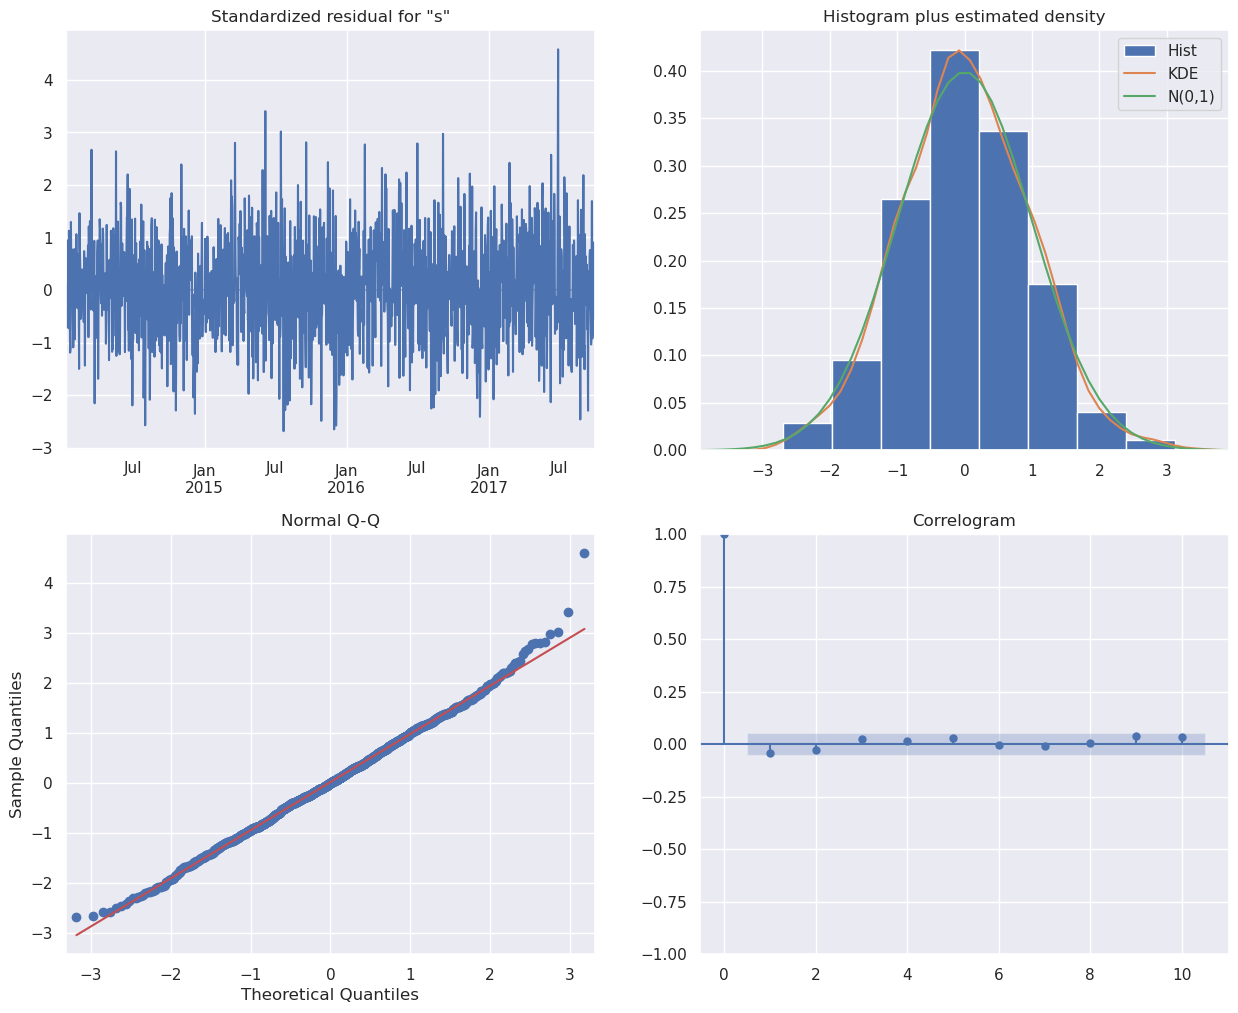 Standardized residual for "s"
4
3
2
1
0
−1
−2
−3
Jul
Jan
2015
Jul
Jan
2016
Jul
Jan
2017
Jul
Histogram plus estimated density
Hist
KDE
N(0,1)
0.40
0.35
0.30
0.25
0.20
0.15
0.10
0.05
0.00
−3 −2 −1 0 1 2 3
Normal Q-Q
Sample Quantiles
4
3
2
1
0
−1
−2
−3
−3 −2 −1 0 1 2 3
Theoretical Quantiles
Correlogram
1.00
0.75
0.50
0.25
0.00
−0.25
−0.50
−0.75
−1.00
0 2 4 6 8 10